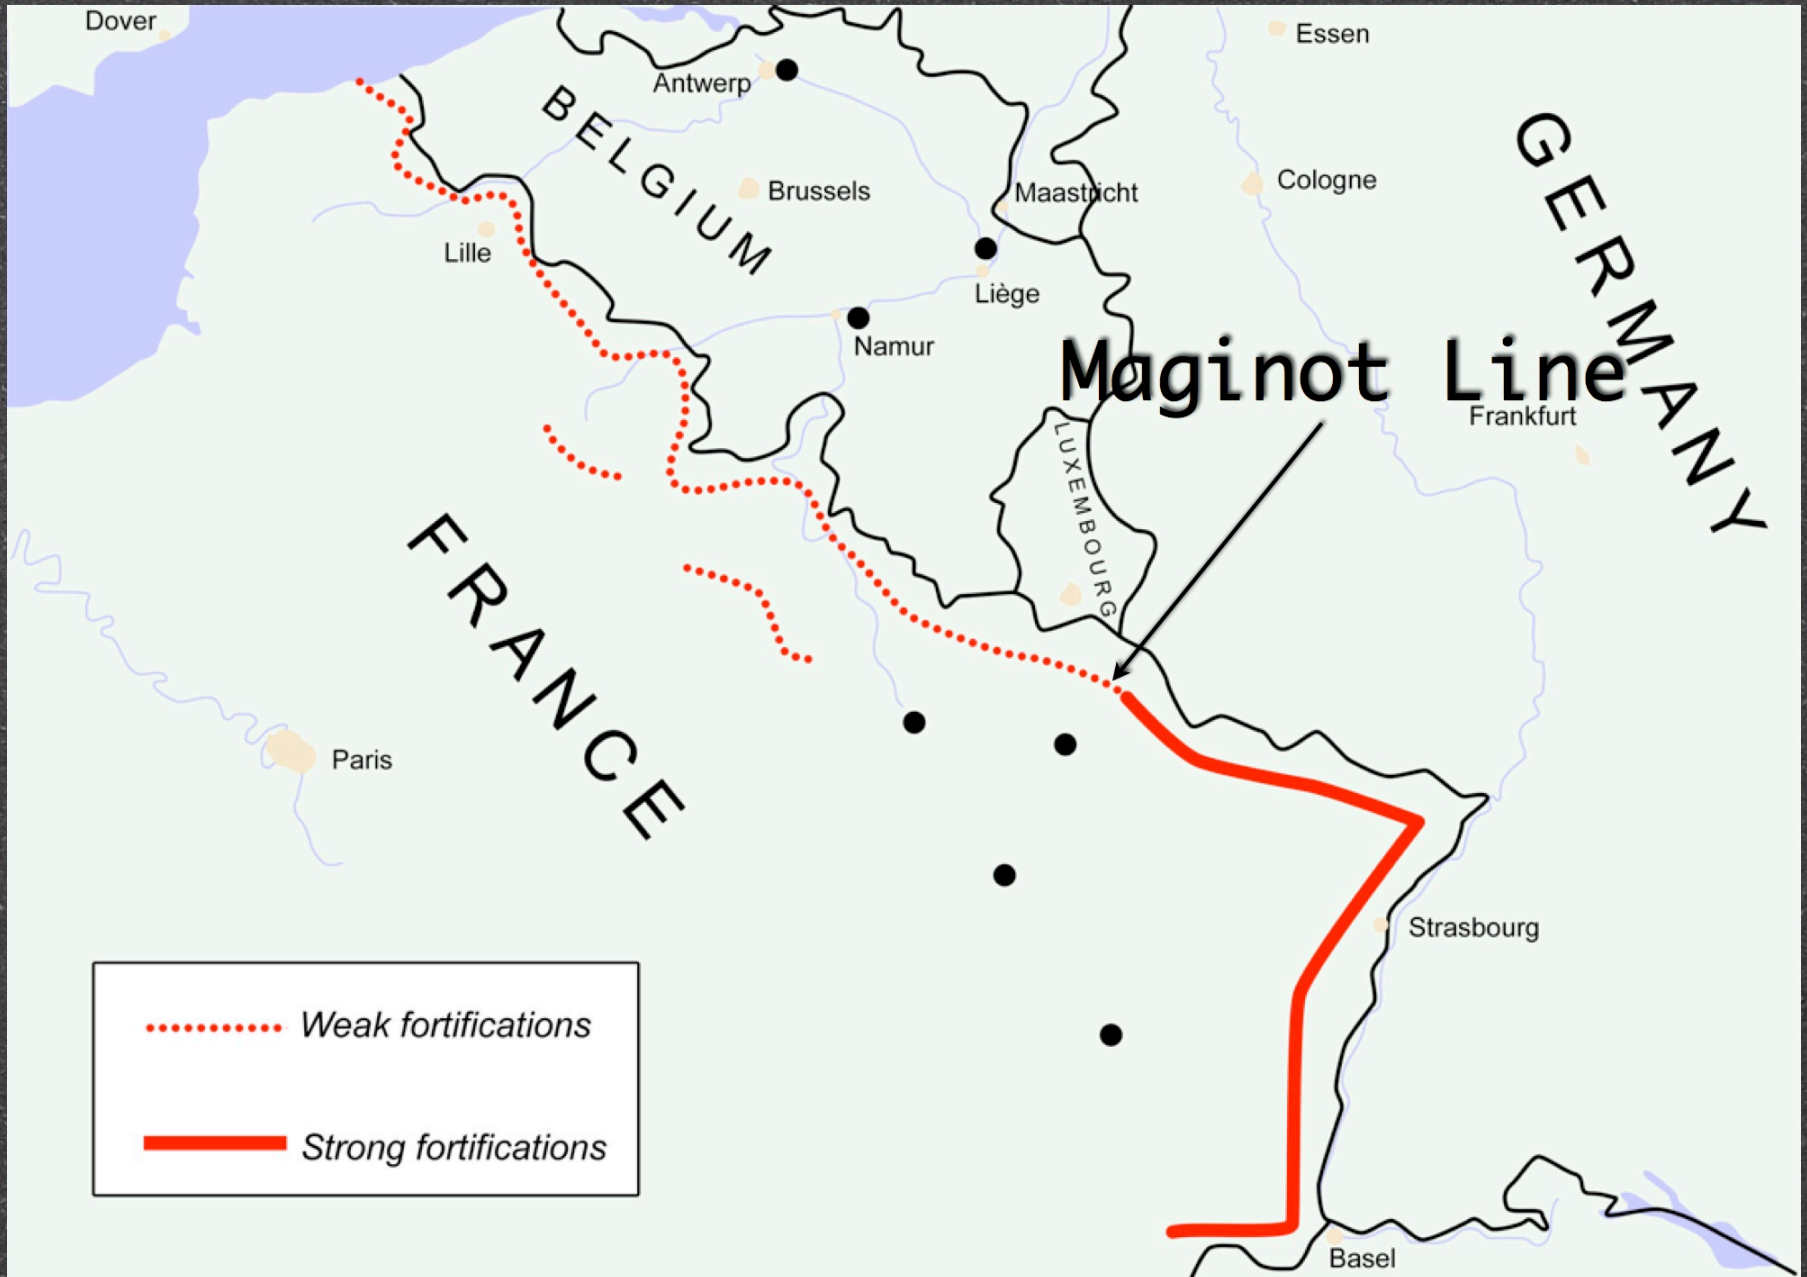 Dover
Essen
Antwerp
BELGIUM
GERMANY
Cologne
Brussels
Maastricht
Lille
Liège
Namur
Maginot Line
Frankfurt
LUXEMBOURG
FRANCE
Paris
Strasbourg
Weak fortifications
Strong fortifications
Basel